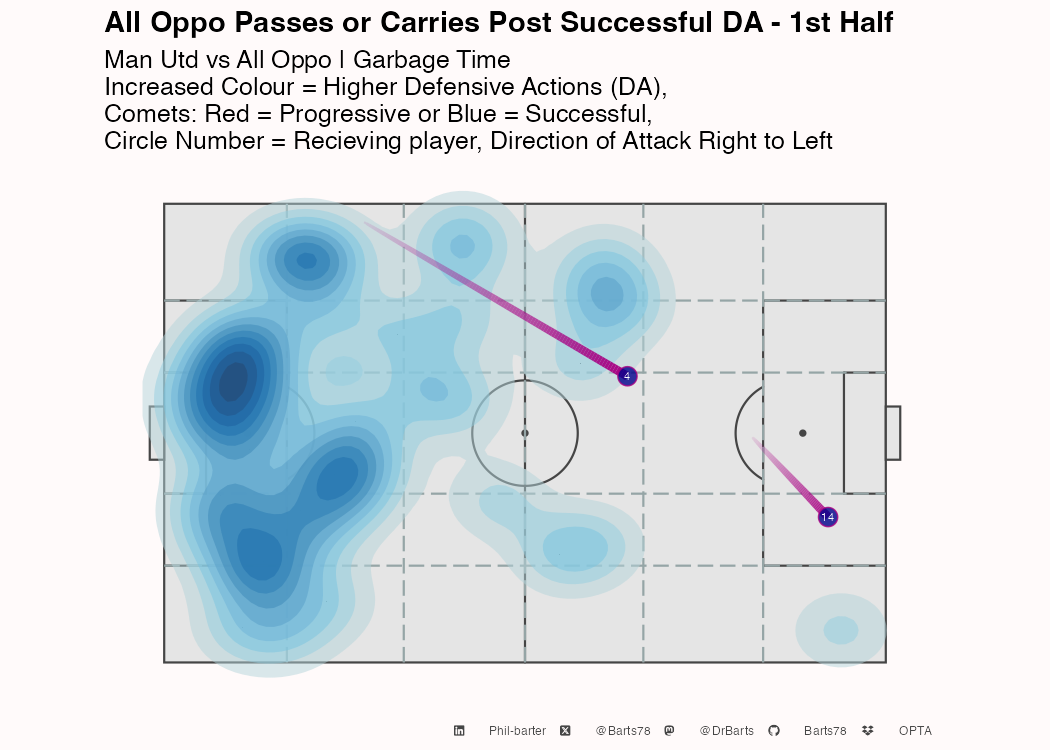 All Oppo Passes or Carries Post Successful DA - 1st Half
Man Utd vs All Oppo | Garbage Time
Increased Colour = Higher Defensive Actions (DA),
Comets: Red = Progressive or Blue = Successful,
Circle Number = Recieving player, Direction of Attack Right to Left
4
14
Phil-barter @Barts78 @DrBarts Barts78 OPTA